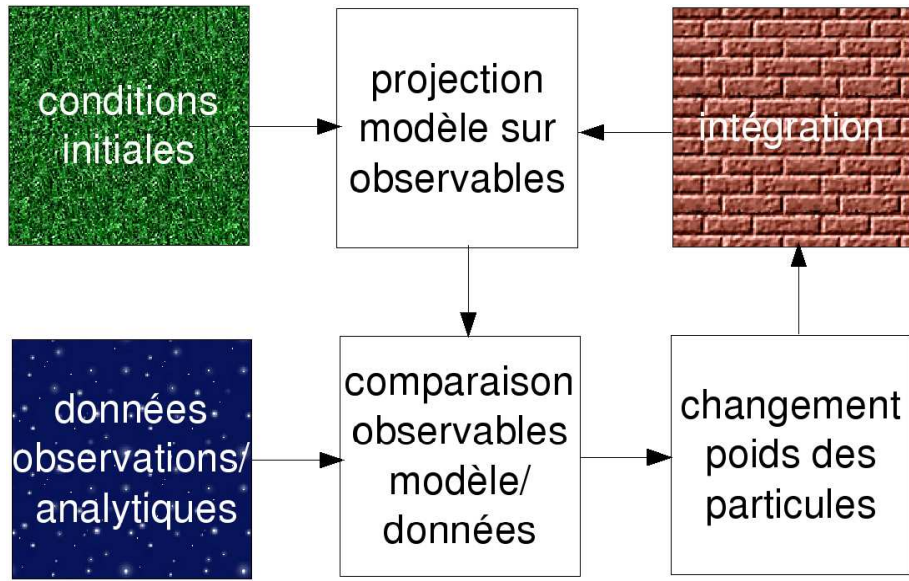 conditions
initiales
projection
modèle sur
observables
intégration
données
observations/
analytiques
comparaison
observables
modèle/
données
changement
poids des
particules